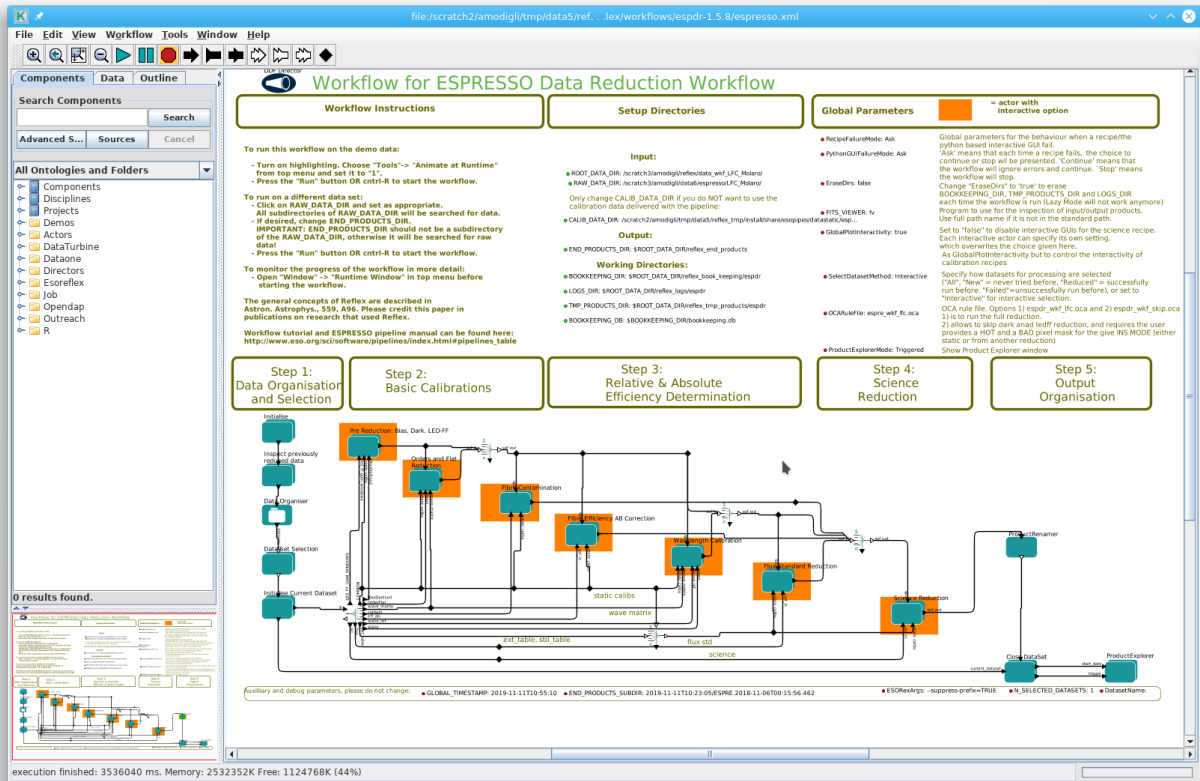 file:/scratch2/amodigli/tmp/data5/ref. . .lex/workflows/espdr-1.5.8/espresso.xml
File Edit View Workflow Tools Window Help
Components Data Outline
Search Components
Search
Advanced S... Sources Cancel
All Ontologies and Folders
Components
Disciplines
Projects
Demos
Actors
DataTurbine
Dataone
Directors
Esoreflex
Job
Opendap
Outreach
R
0 results found.
DDF Director
Workflow for ESPRESSO Data Reduction Workflow
Workflow Instructions
To run this workflow on the demo data:
- Turn on highlighting. Choose "Tools"-> "Animate at Runtime"
from top menu and set it to "1".
- Press the "Run" button OR cntrl-R to start the workflow.
To run on a different data set:
- Click on RAW_DATA_DIR and set as appropriate.
All subdirectories of RAW_DATA_DIR will be searched for data.
- If desired, change END_PRODUCTS_DIR.
IMPORTANT: END_PRODUCTS_DIR should not be a subdirectory
of the RAW_DATA_DIR, otherwise it will be searched for raw
data!
- Press the "Run" button OR cntrl-R to start the workflow.
To monitor the progress of the workflow in more detail:
- Open "Window" -> "Runtime Window" in top menu before
starting the workflow.
The general concepts of Reflex are described in
Astron. Astrophys., 559, A96. Please credit this paper in
publications on research that used Reflex.
Workflow tutorial and ESPRESSO pipeline manual can be found here:
http://www.eso.org/sci/software/pipelines/index.html#pipelines_table
Setup Directories
Input:
ROOT_DATA_DIR: /scratch3/amodigli/reflex/data_wkf_LFC_Molaro/
RAW_DATA_DIR: /scratch3/amodigli/data6/espresso/LFC_Molaro/
Only change CALIB_DATA_DIR if you do NOT want to use the
calibration data delivered with the pipeline:
CALIB_DATA_DIR: /scratch2/amodigli/tmp/data5/reflex_tmp/install/share/esopipes/datastatic/esp...
Output:
END_PRODUCTS_DIR: $ROOT_DATA_DIR/reflex_end_products
Working Directories:
BOOKKEEPING_DIR: $ROOT_DATA_DIR/reflex_book_keeping/espdr
LOGS_DIR: $ROOT_DATA_DIR/reflex_logs/espdr
TMP_PRODUCTS_DIR: $ROOT_DATA_DIR/reflex_tmp_products/espdr
BOOKKEEPING_DB: $BOOKKEEPING_DIR/bookkeeping.db
Global Parameters
= actor with
interactive option
RecipeFailureMode: Ask
PythonGUIFailureMode: Ask
EraseDirs: false
FITS_VIEWER: fv
GlobalPlotInteractivity: true
SelectDatasetMethod: Interactive
OCARuleFile: espre_wkf_lfc.oca
ProductExplorerMode: Triggered
Global parameters for the behaviour when a recipe/the
python based interactive GUI fail.
'Ask' means that each time a recipe fails, the choice to
continue or stop wil be presented. 'Continue' means that
the workflow will ignore errors and continue. `Stop' means
the workflow will stop.
Change "EraseDirs" to 'true' to erase
BOOKKEEPING_DIR, TMP_PRODUCTS_DIR and LOGS_DIR
each time the workflow is run (Lazy Mode will not work anymore)
Program to use for the inspection of input/output products.
Use full path name if it is not in the standard path.
Set to "false" to disable interactive GUIs for the science recipe.
Each interactive actor can specify its own setting,
which overwrites the choice given here.
As GlobalPlotInteractivity but to control the interactivity of
calibration recipes
Specify how datasets for processing are selected
("All", "New" = never tried before, "Reduced" = successfully
run before. "Failed"=unsuccessfully run before), or set to
"Interactive" for interactive selection.
OCA rule file. Options 1) espdr_wkf_lfc.oca and 2) espdr_wkf_skip.oca
1) is to run the full reduction.
2) allows to skip dark anad ledff reduction, and requires the user
provides a HOT and a BAD pixel mask for the give INS.MODE (either
static or from another reduction)
Show Product Explorer window
Step 1:
Data Organisation
and Selection
Step 2:
Basic Calibrations
Step 3:
Relative & Absolute
Efficiency Determination
Step 4:
Science
Reduction
Step 5:
Output
Organisation
Initialise
Inspect previously
reduced data
Data Organiser
DataSet Selection
Initialise Current Dataset
Pre Reduction: Bias, Dark, LED-FF
Orders and Flat
Reduction
Fibre Contamination
Fibre Efficiency AB Correction
Wavelength Calibration
Flux Standard Reduction
Science Reduction
ProductRenamer
Close DataSet
ProductExplorer
static calibs
wave matrix
ext_table, std_table
flux std
science
Auxilliary and debug parameters, please do not change:
GLOBAL_TIMESTAMP: 2019-11-11T10:55:10
END_PRODUCTS_SUBDIR: 2019-11-11T10:23:05/ESPRE.2018-11-06T00:15:56.462
ESORexArgs: --suppress-prefix=TRUE
N_SELECTED_DATASETS: 1
DatasetName:
execution finished: 3536040 ms. Memory: 2532352K Free: 1124768K (44%)